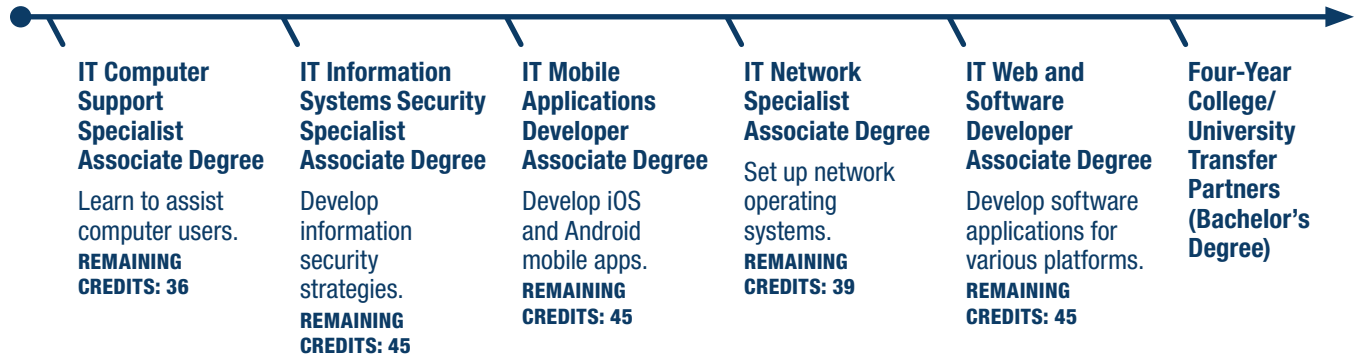 IT Computer
Support
Specialist
Associate Degree
Learn to assist
computer users.
REMAINING
CREDITS: 36
IT Information
Systems Security
Specialist
Associate Degree
Develop
information
security
strategies.
REMAINING
CREDITS: 45
IT Mobile
Applications
Developer
Associate Degree
Develop iOS
and Android
mobile apps.
REMAINING
CREDITS: 45
IT Network
Specialist
Associate Degree
Set up network
operating
systems.
REMAINING
CREDITS: 39
IT Web and
Software
Developer
Associate Degree
Develop software
applications for
various platforms.
REMAINING
CREDITS: 45
Four-Year
College/
University
Transfer
Partners
(Bachelor's
Degree)